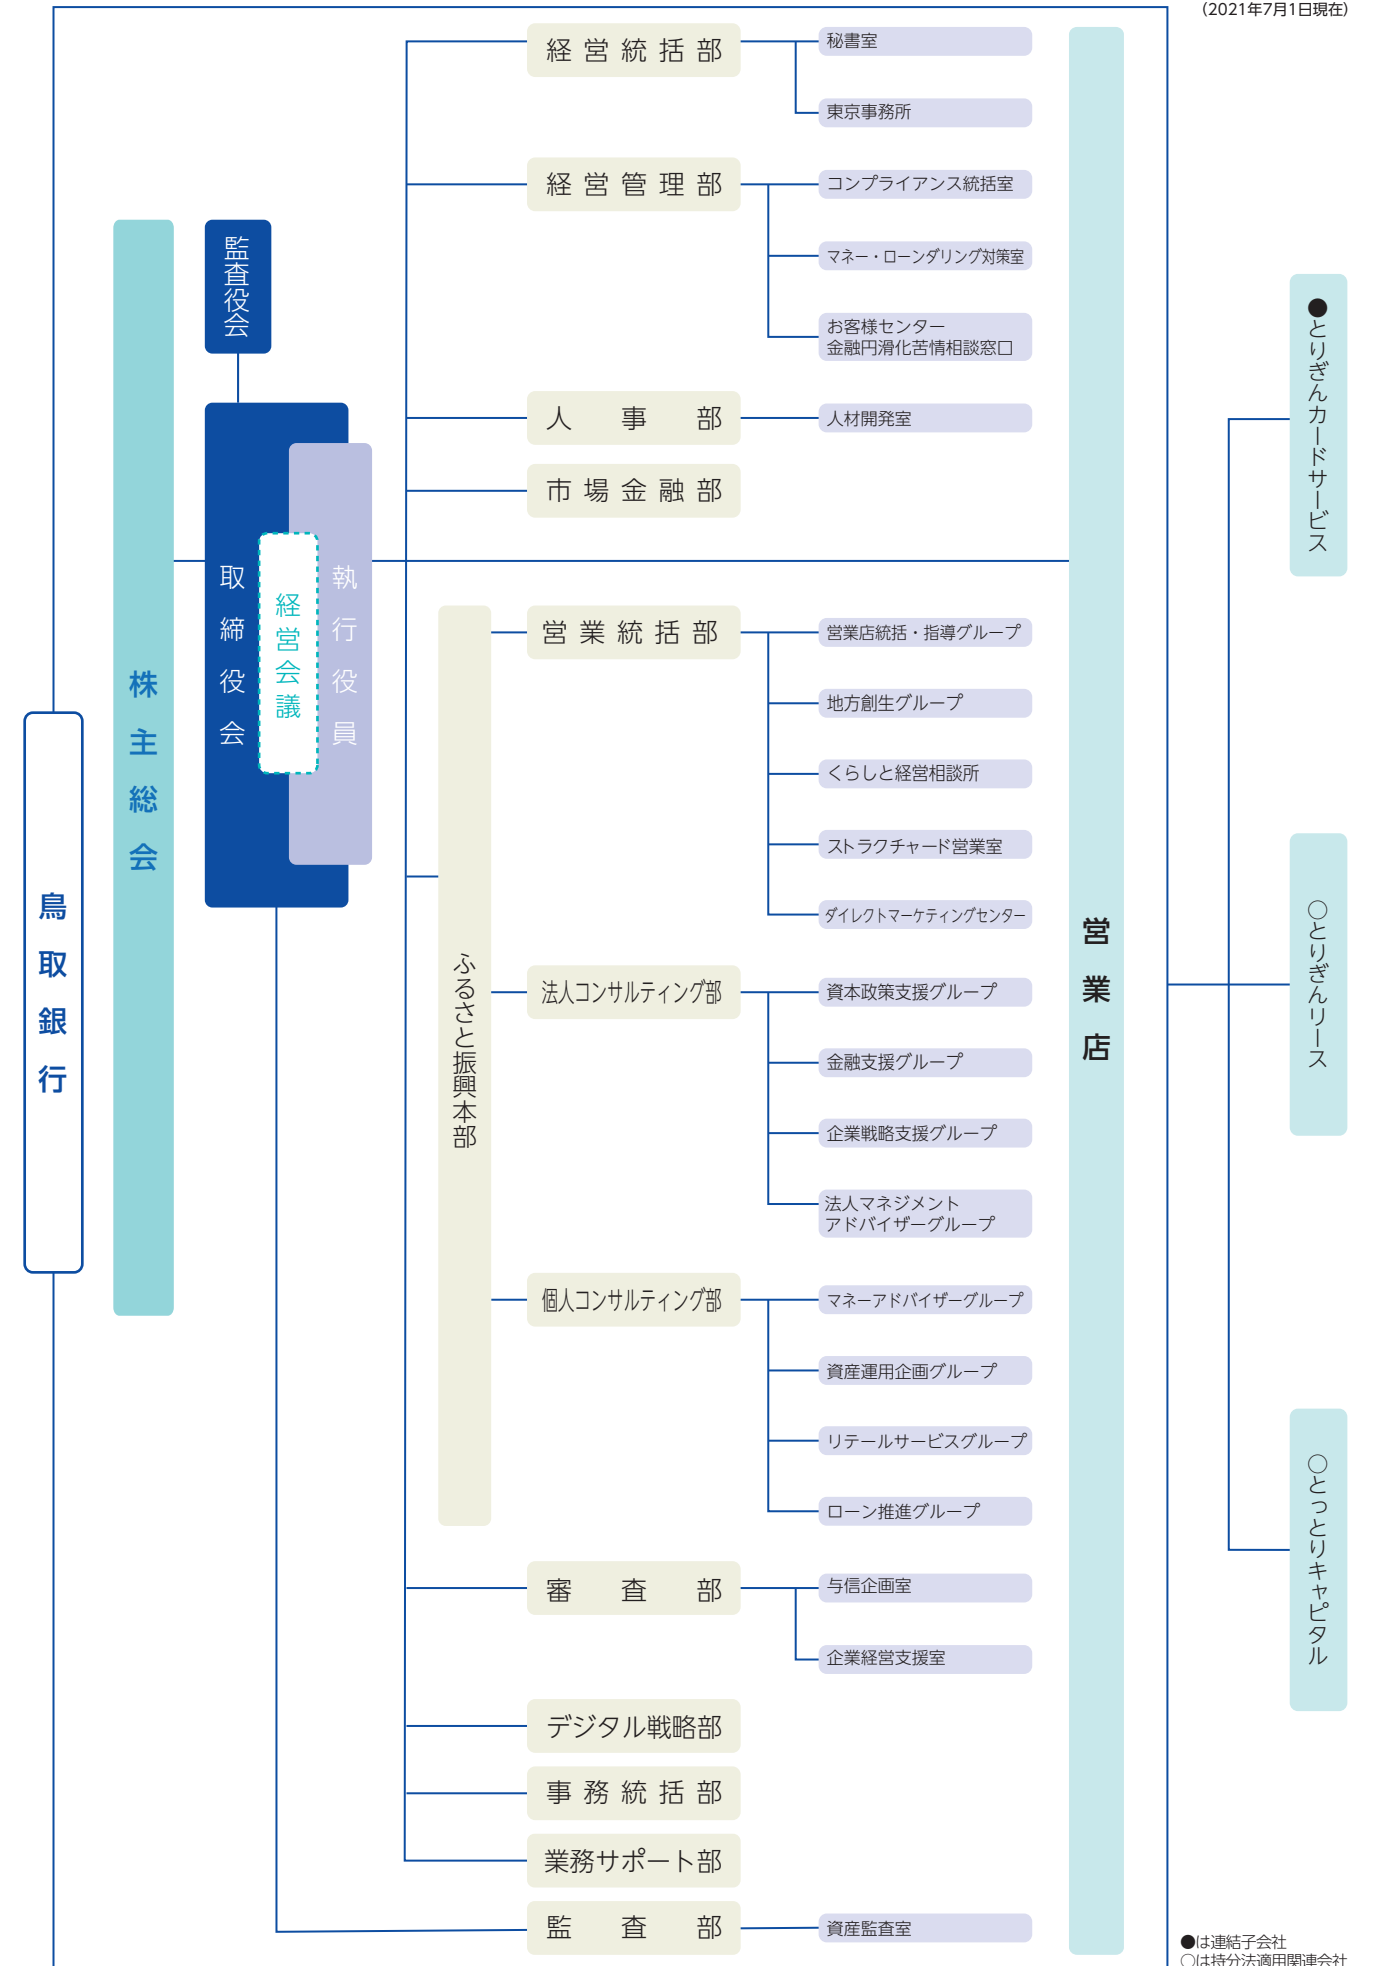 (2021年7月1日現在)
鳥取銀行
株主総会
監査役会
取締役会
経営会議
執行役員
経営統括部
秘書室
東京事務所
経営管理部
コンプライアンス統括室
マネー・ローンダリング対策室
お客様センター
金融円滑化苦情相談窓口
人事部
人材開発室
市場金融部
ふるさと振興本部
営業統括部
営業店統括・指導グループ
地方創生グループ
くらしと経営相談所
ストラクチャード営業室
ダイレクトマーケティングセンター
法人コンサルティング部
資本政策支援グループ
金融支援グループ
企業戦略支援グループ
法人マネジメント
アドバイザーグループ
個人コンサルティング部
マネーアドバイザーグループ
資産運用企画グループ
リテールサービスグループ
ローン推進グループ
審査部
与信企画室
企業経営支援室
デジタル戦略部
事務統括部
業務サポート部
監査部
資産監査室
営業店
●とりぎんカードサービス
○とりぎんリース
○とっとりキャピタル
●は連結子会社
○は持分法適用関連会社